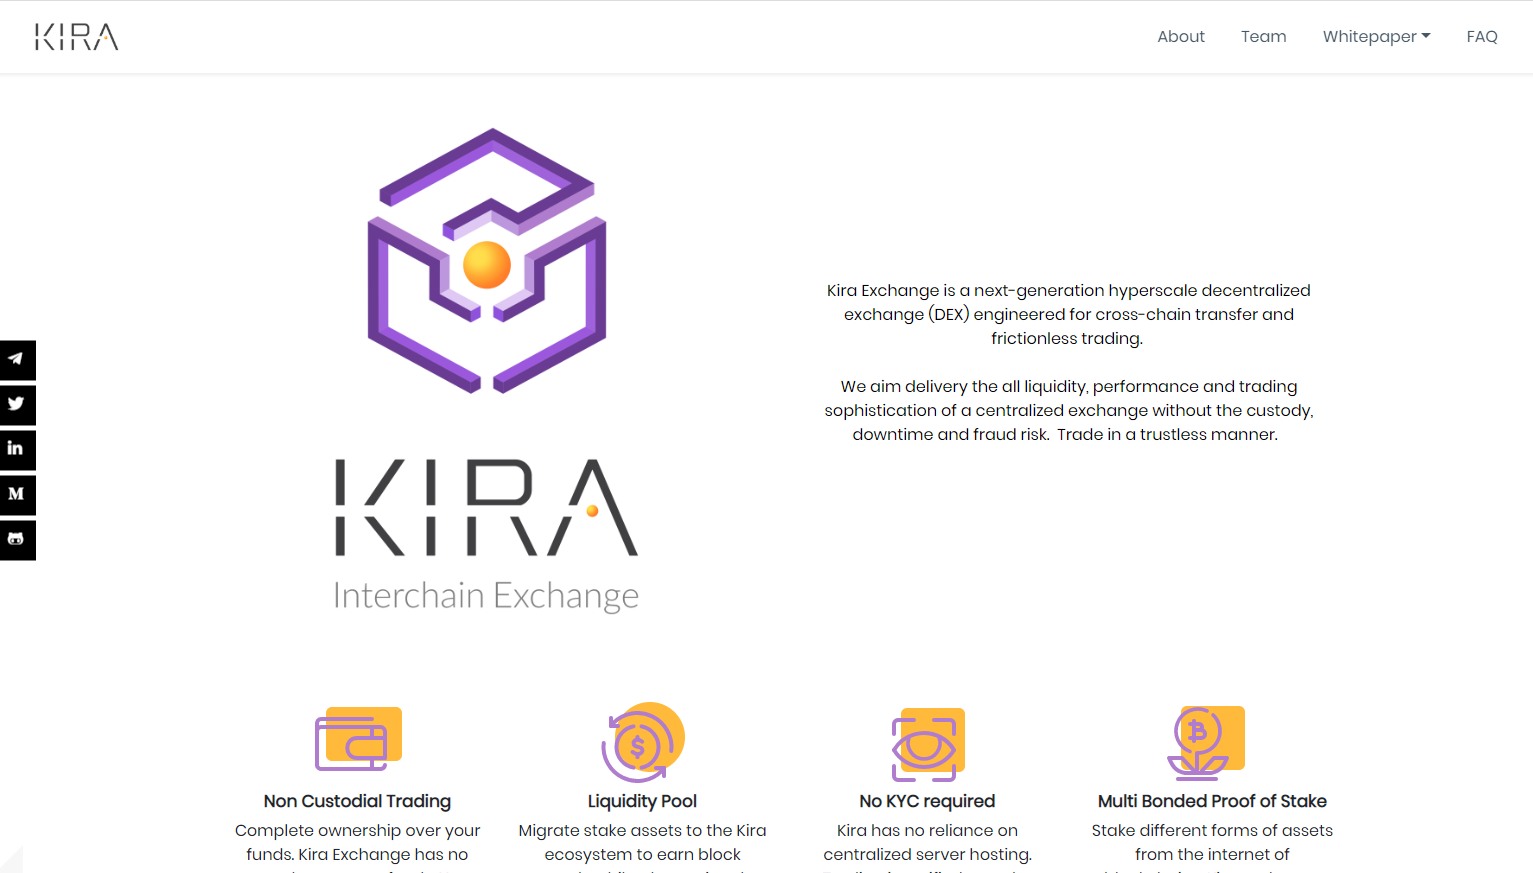 KIRA
About Team Whitepaper FAQ
Kira Exchange is a next-generation hyperscale decentralized
exchange (DEX) engineered for cross-chain transfer and
frictionless trading.
We aim delivery the all liquidity, performance and trading
sophistication of a centralized exchange without the custody,
downtime and fraud risk.  Trade in a trustless manner.
KIRA
Interchain Exchange
Non Custodial Trading
Complete ownership over your
funds. Kira Exchange has no
Liquidity Pool
Migrate stake assets to the Kira
ecosystem to earn block
No KYC required
Kira has no reliance on
centralized server hosting.
Multi Bonded Proof of Stake
Stake different forms of assets
from the internet of